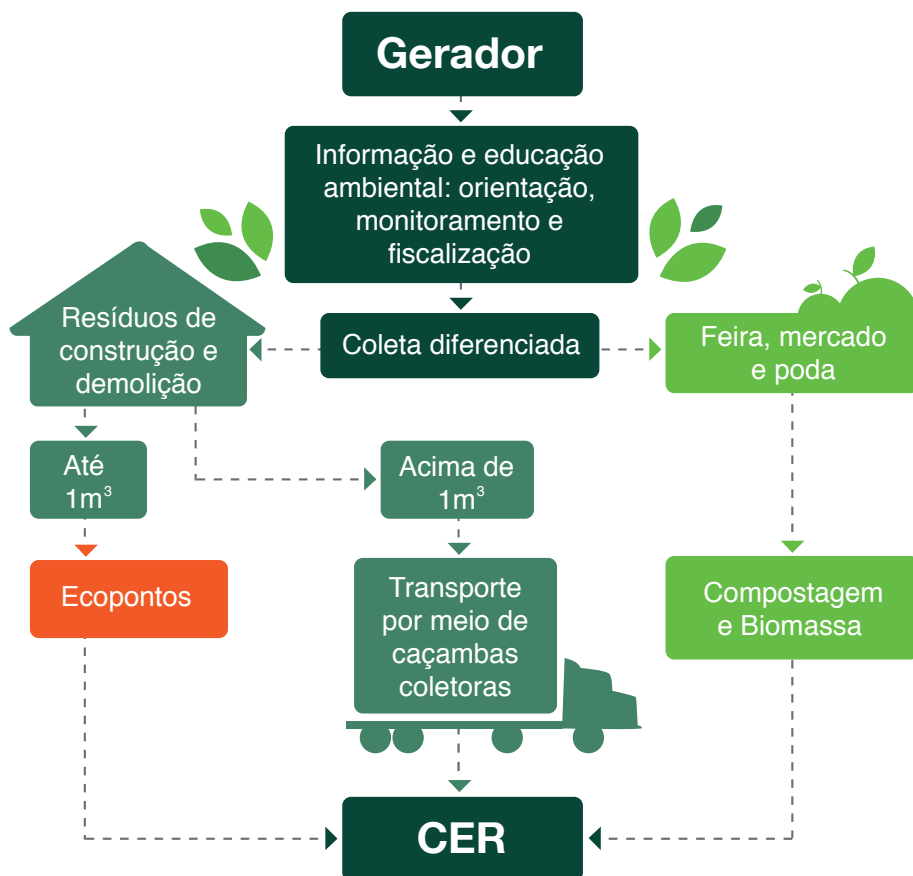 Gerador
Informação e educação
ambiental: orientação,
monitoramento e
fiscalização
Resíduos de
construção e
demolição
Coleta diferenciada
Feira, mercado
e poda
Até
1m³
Acima de
1m³
Ecopontos
Transporte
por meio de
caçambas
coletoras
Compostagem
e Biomassa
CER